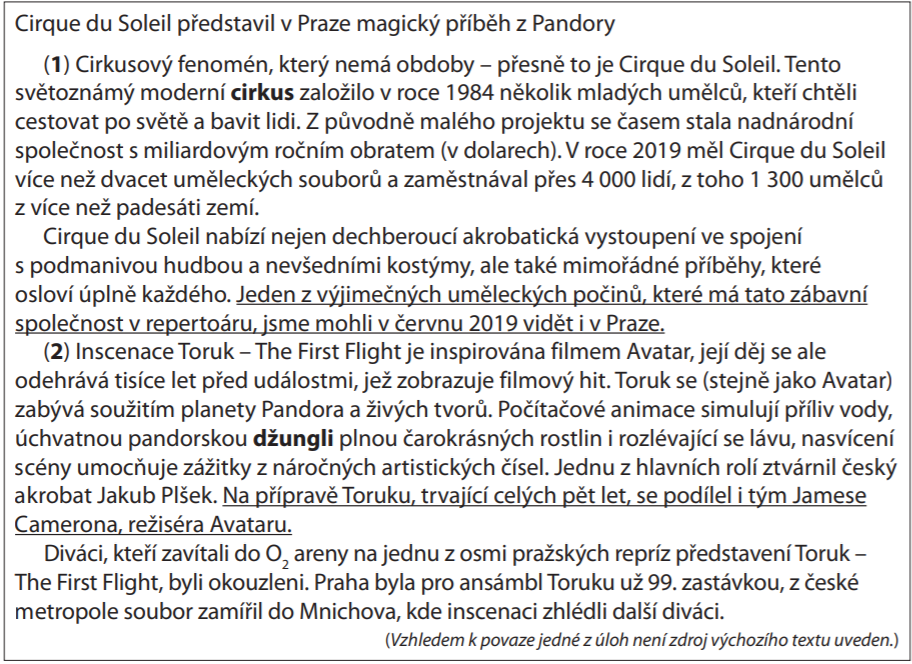 Cirque du Soleil představil v Praze magický příběh z Pandory
(1) Cirkusový fenomén, který nemá obdoby – přesně to je Cirque du Soleil. Tento
světoznámý moderní cirkus založilo v roce 1984 několik mladých umělců, kteří chtěli
cestovat po světě a bavit lidi. Z původně malého projektu se časem stala nadnárodní
společnost s miliardovým ročním obratem (v dolarech). V roce 2019 měl Cirque du Soleil
více než dvacet uměleckých souborů a zaměstnával přes 4 000 lidí, z toho 1 300 umělců
z více než padesáti zemí.
Cirque du Soleil nabízí nejen dechberoucí akrobatická vystoupení ve spojení
s podmanivou hudbou a nevšedními kostýmy, ale také mimořádné příběhy, které
osloví úplně každého. Jeden z výjimečných uměleckých počinů, které má tato zábavní
společnost v repertoáru, jsme mohli v červnu 2019 vidět i v Praze.
(2) Inscenace Toruk – The First Flight je inspirována filmem Avatar, její děj se ale
odehrává tisíce let před událostmi, jež zobrazuje filmový hit. Toruk se (stejně jako Avatar)
zabývá soužitím planety Pandora a živých tvorů. Počítačové animace simulují příliv vody,
úchvatnou pandorskou džungli plnou čarokrásných rostlin i rozlévající se lávu, nasvícení
scény umocňuje zážitky z náročných artistických čísel. Jednu z hlavních rolí ztvárnil český
akrobat Jakub Plšek. Na přípravě Toruku, trvající celých pět let, se podílel i tým Jamese
Camerona, režiséra Avataru.
Diváci, kteří zavítali do O₂ areny na jednu z osmi pražských repríz představení Toruk –
The First Flight, byli okouzleni. Praha byla pro ansámbl Toruku už 99. zastávkou, z české
metropole soubor zamířil do Mnichova, kde inscenaci zhlédli další diváci.
(Vzhledem k povaze jedné z úloh není zdroj výchozího textu uveden.)